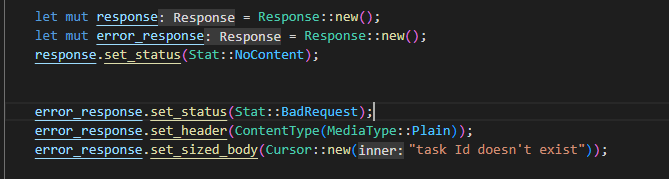 let mut response: Response = Response::new();
let mut error_response: Response = Response::new();
response.set_status(Stat::NoContent);
error_response.set_status(Stat::BadRequest);
error_response.set_header(ContentType(MediaType::Plain));
error_response.set_sized_body(Cursor::new(inner: "task Id doesn't exist"));